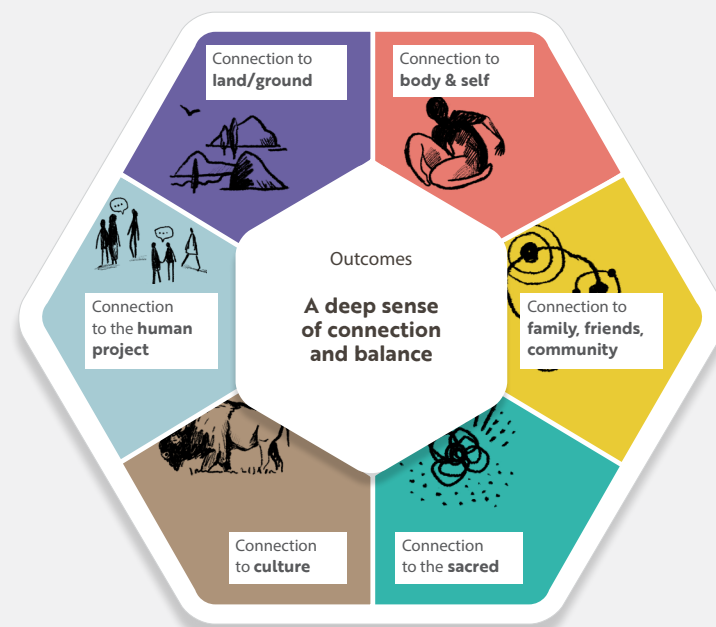 Connection to
land/ground
Connection to
body & self
Connection to
family, friends,
community
Connection
to the sacred
Connection
to culture
Connection
to the human
project
Outcomes
A deep sense
of connection
and balance